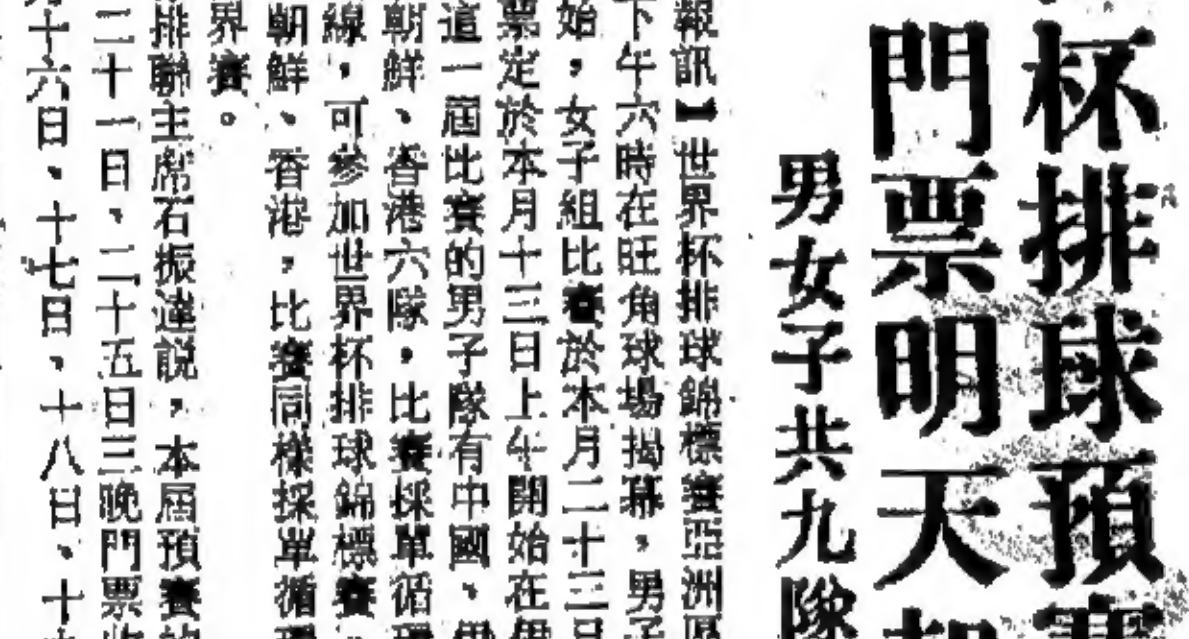 杯排球預賽
門票明天
男女子共九隊
報訊】世界杯排球錦標賽亞洲區
下午六時在旺角球場揭幕，男子
始，女子組比賽於本月二十三日
票定於本月十三日上午開始在伊
這一屆比賽的男子隊有中國、伊
朝鮮、香港六隊，比賽採單循環
線，可參加世界杯排球錦標賽，
朝鮮、香港，比賽同樣採單循環
界賽。
排聯主席石振達說，本屆預賽的
二十一日、二十五日三晚門票收
十六日、十七日、十八日、十